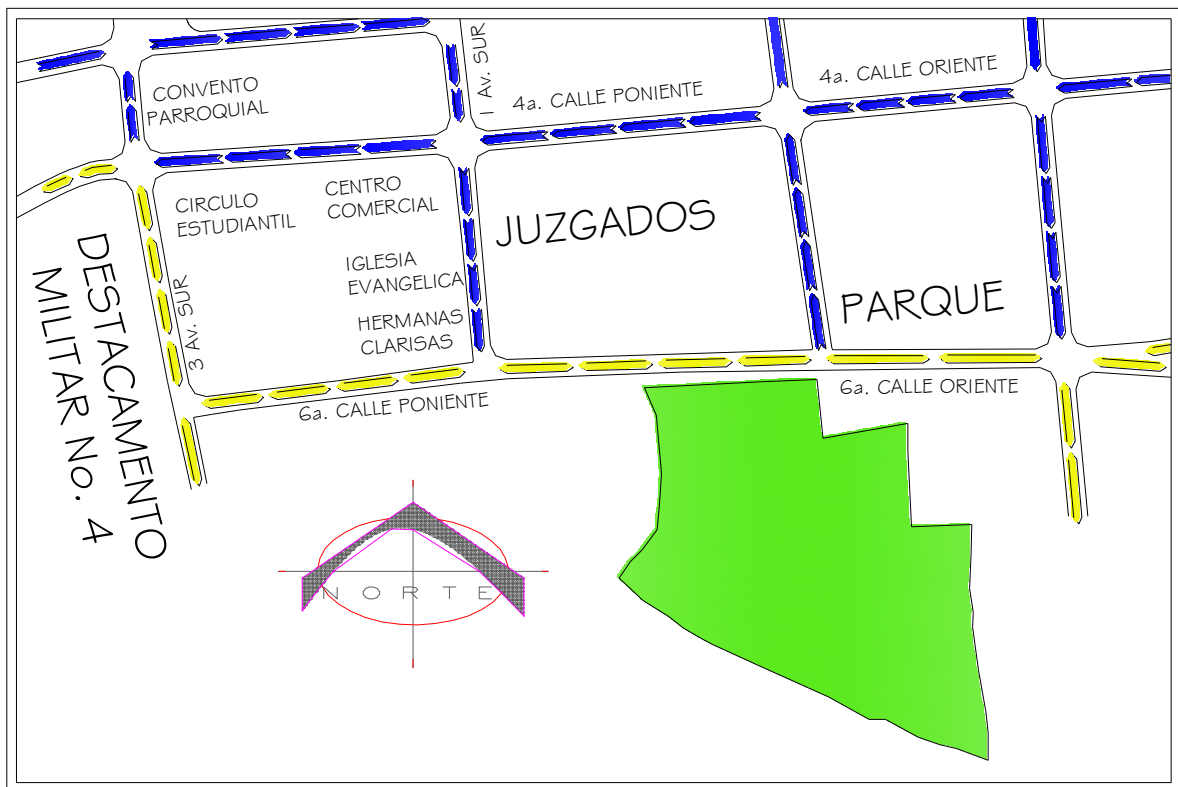 1 Av. SUR
4a. CALLE PONIENTE
4a. CALLE ORIENTE
CONVENTO
PARROQUIAL
CIRCULO
ESTUDIANTIL
CENTRO
COMERCIAL
JUZGADOS
IGLESIA
EVANGELICA
PARQUE
HERMANAS
CLARISAS
DESTACAMENTO
MILITAR No. 4
3 Av. SUR
6a. CALLE PONIENTE
6a. CALLE ORIENTE
NORTE